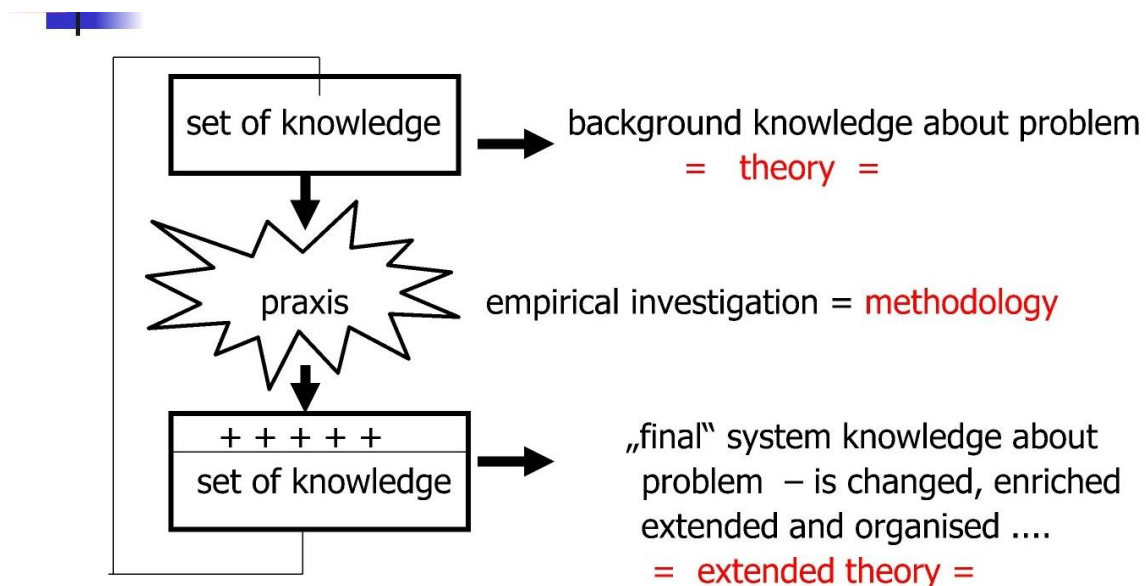 set of knowledge
background knowledge about problem
= theory =
praxis
empirical investigation = methodology
+ + + + +
set of knowledge
„final“ system knowledge about
problem – is changed, enriched
extended and organised ....
= extended theory =